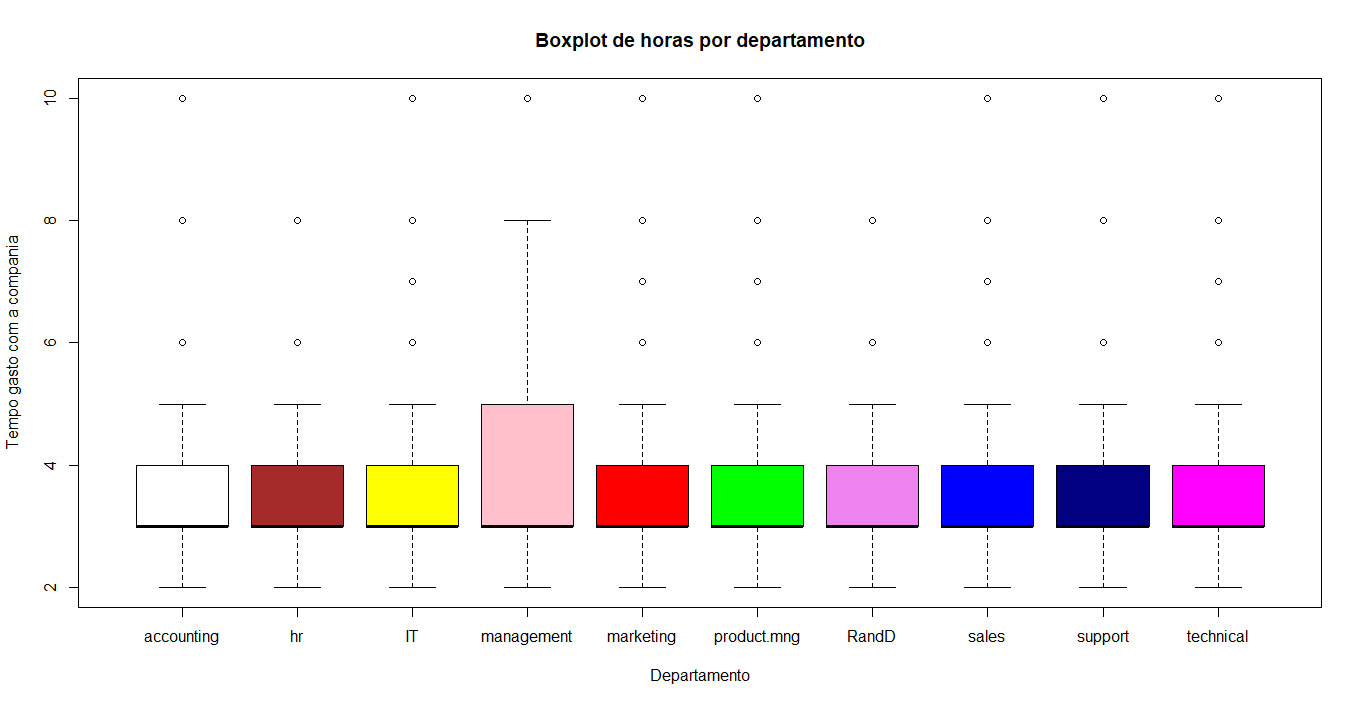 Boxplot de horas por departamento
Tempo gasto com a compania
10
8
6
4
2
accounting hr IT management marketing product.mng RandD sales support technical
Departamento